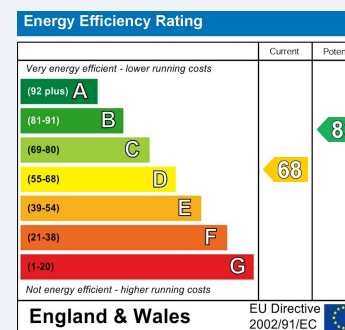 Energy Efficiency Rating
Current
Very energy efficient - lower running costs
(92 plus) A
(81-91) B
(69-80) C
(55-68) D
68
(39-54) E
(21-38) F
(1-20) G
Not energy efficient - higher running costs
England & Wales
EU Directive
2002/91/EC